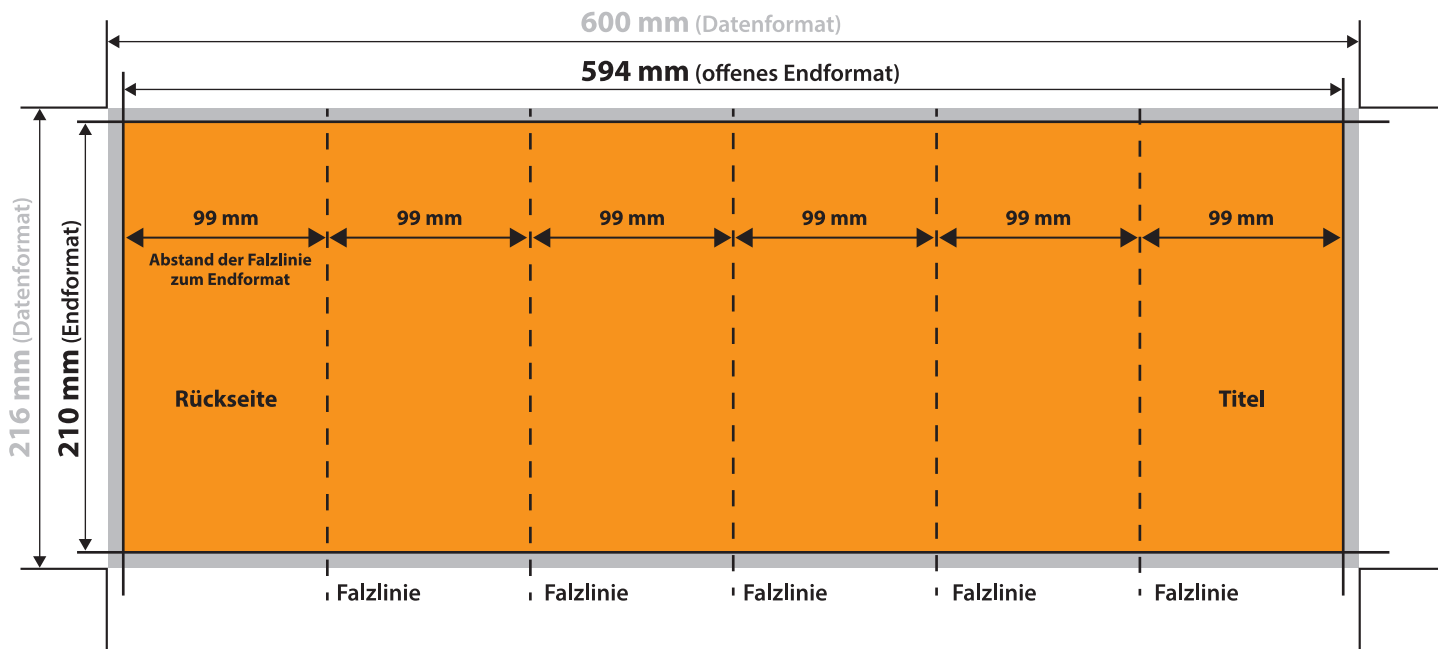 600 mm (Datenformat)
594 mm (offenes Endformat)
216 mm (Datenformat)
210 mm (Endformat)
99 mm
99 mm
99 mm
99 mm
99 mm
99 mm
Abstand der Falzlinie
zum Endformat
Rückseite
Titel
Falzlinie
Falzlinie
Falzlinie
Falzlinie
Falzlinie